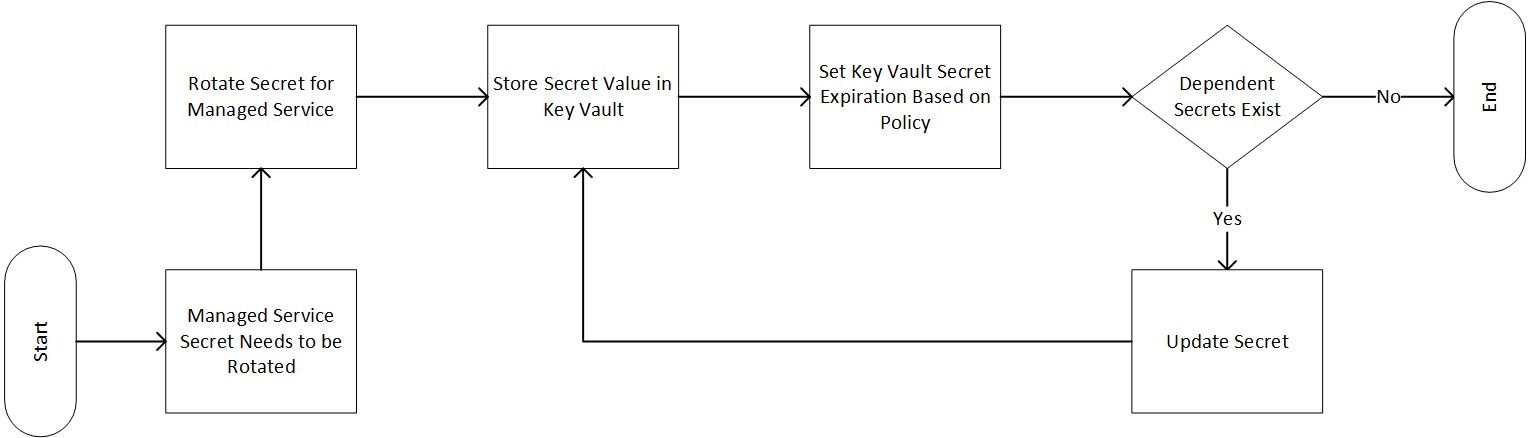 Rotate Secret for
Managed Service
Store Secret Value in
Key Vault
Set Key Vault Secret
Expiration Based on
Policy
Dependent
Secrets Exist
No
End
Yes
Start
Managed Service
Secret Needs to be
Rotated
Update Secret